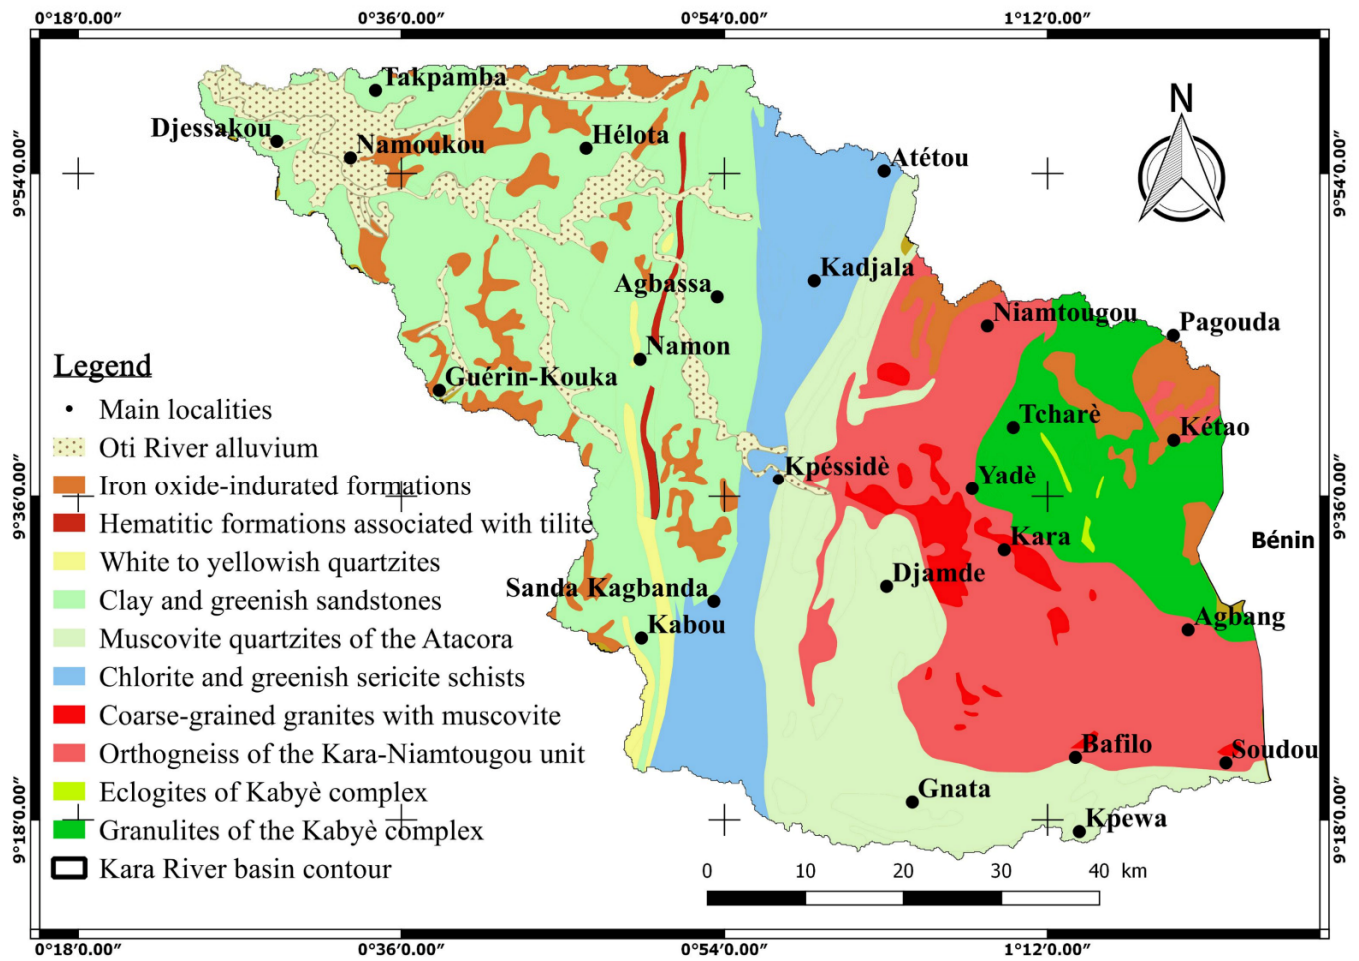 0°18′0.00″ 0°36′0.00″ 0°54′0.00″ 1°12′0.00″
N
Takpamba
Djessakou
Namoukou
Hélota
Atétou
9°54′0.00″
9°54′0.00″
Kadjala
Agbassa
Niamtougou
Pagouda
Namon
Guérin-Kouka
Tcharè
Kétao
Kpéssidè
Yadè
9°36′0.00″
9°36′0.00″
Kara
Bénin
Djamde
Sanda Kagbanda
Kabou
Agbang
Bafilo
Soudou
Gnata
Kpewa
9°18′0.00″
9°18′0.00″
Legend
Main localities
Oti River alluvium
Iron oxide-indurated formations
Hematitic formations associated with tilite
White to yellowish quartzites
Clay and greenish sandstones
Muscovite quartzites of the Atacora
Chlorite and greenish sericite schists
Coarse-grained granites with muscovite
Orthogneiss of the Kara-Niamtougou unit
Eclogites of Kabyè complex
Granulites of the Kabyè complex
Kara River basin contour
0 10 20 30 40 km
0°18′0.00″ 0°36′0.00″ 0°54′0.00″ 1°12′0.00″